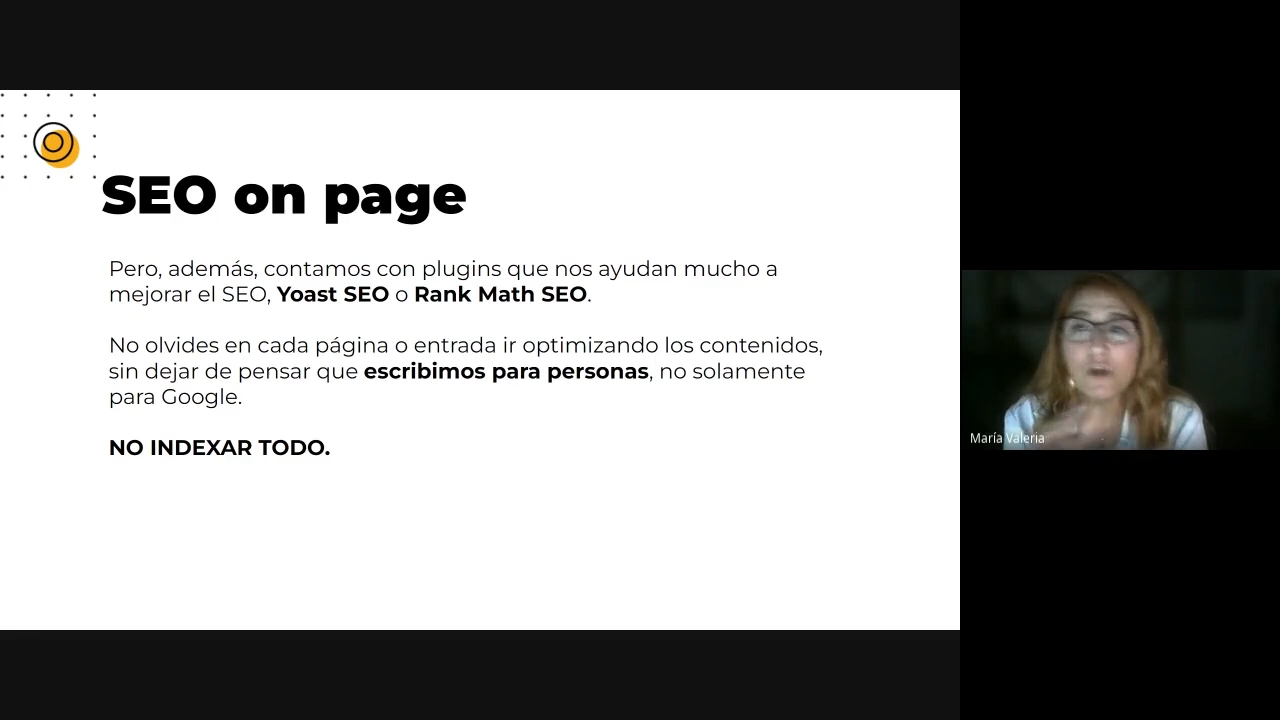 SEO on page
Pero, además, contamos con plugins que nos ayudan mucho a
mejorar el SEO, Yoast SEO o Rank Math SEO.
No olvides en cada página o entrada ir optimizando los contenidos,
sin dejar de pensar que escribimos para personas, no solamente
para Google.
NO INDEXAR TODO.
María Valeria